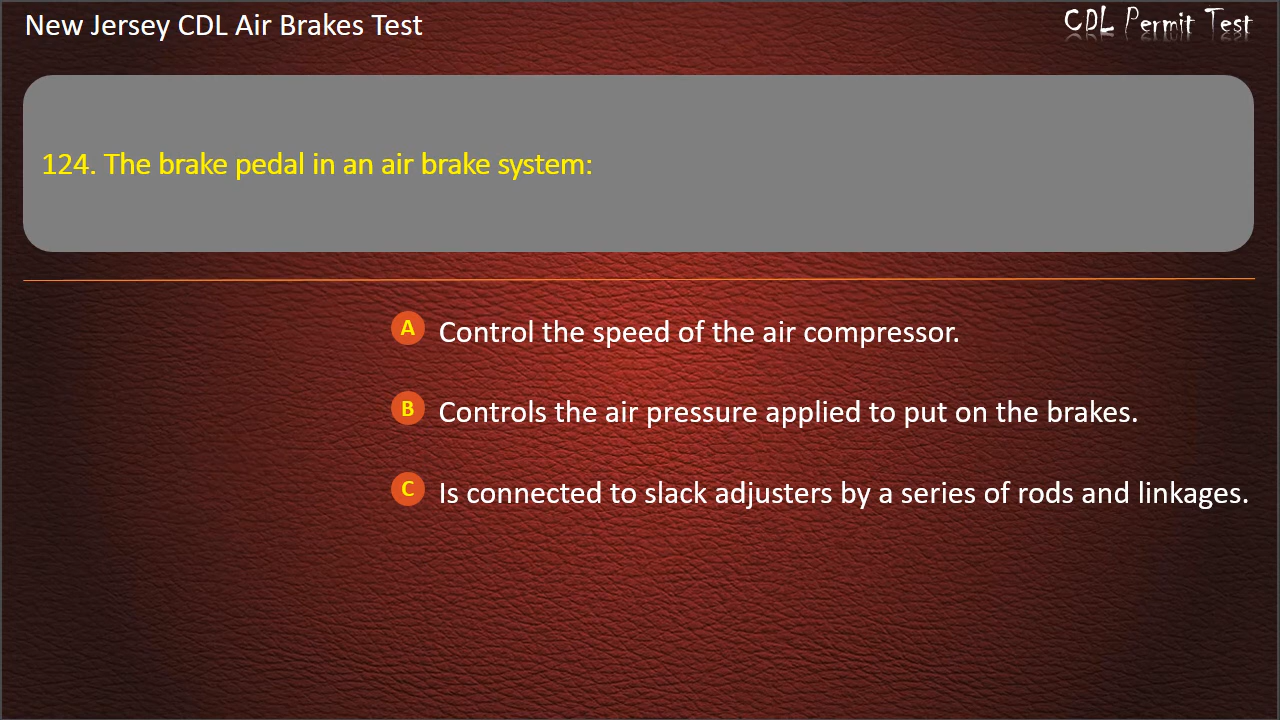 New Jersey CDL Air Brakes Test
CDL Permit Test
124. The brake pedal in an air brake system:
A Control the speed of the air compressor.
B Controls the air pressure applied to put on the brakes.
C Is connected to slack adjusters by a series of rods and linkages.